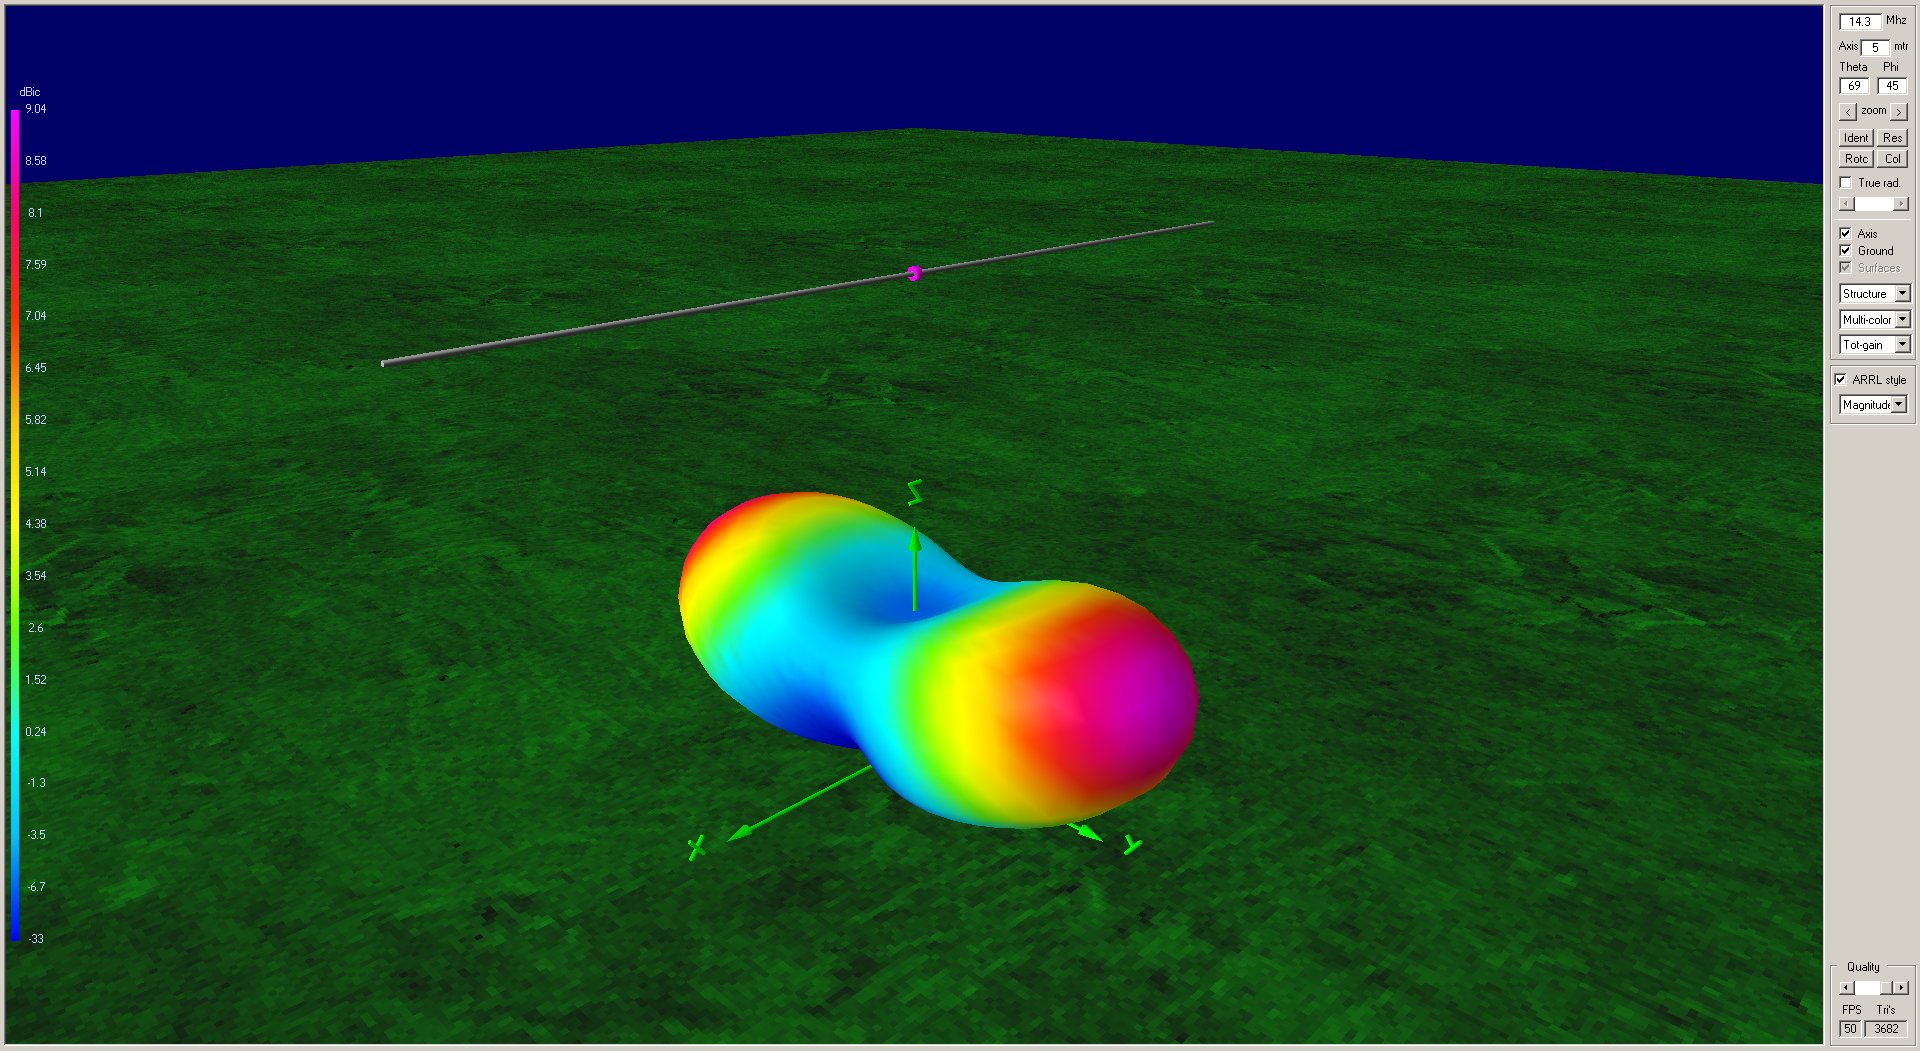 dBic
9.04
8.58
8.1
7.59
7.04
6.45
5.82
5.14
4.38
3.54
2.6
1.52
0.24
-1.3
-3.5
-6.7
-33
Z
X
Y
14.3 Mhz
Axis 5 mtr
Theta Phi
69 45
< zoom >
Ident Res
Rotc Col
True rad.
Axis
Ground
Surfaces
Structure
Multi-color
Tot-gain
ARRL style
Magnitude
Quality
FPS Tri's
50 3682